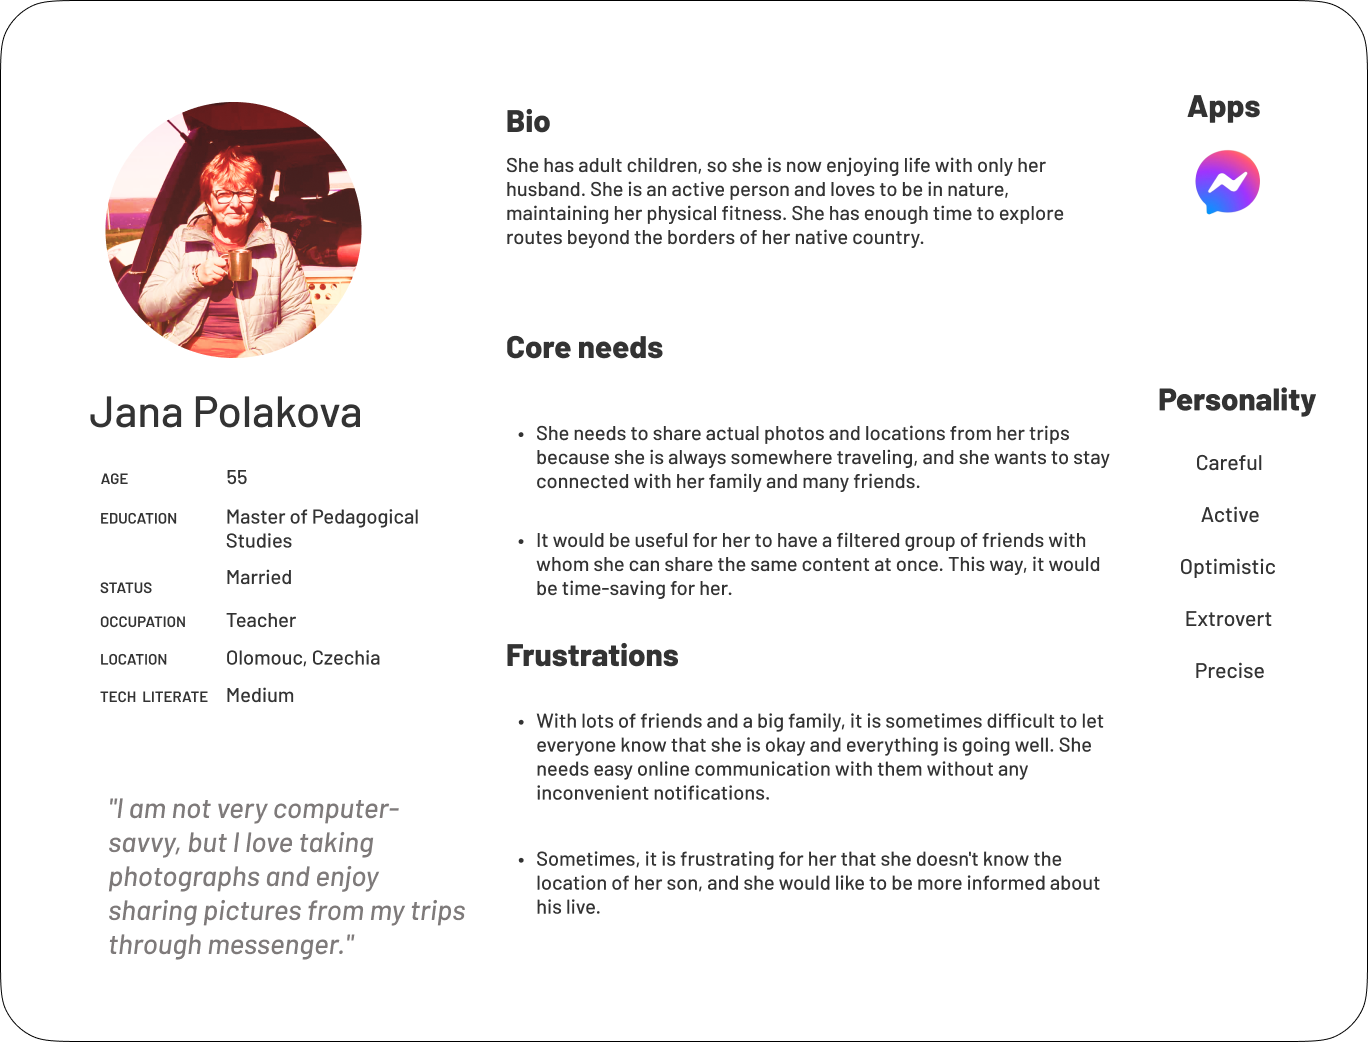 Jana Polakova
AGE 55
EDUCATION Master of Pedagogical
Studies
STATUS Married
OCCUPATION Teacher
LOCATION Olomouc, Czechia
TECH LITERATE Medium
"I am not very computer-
savvy, but I love taking
photographs and enjoy
sharing pictures from my trips
through messenger."
Bio
She has adult children, so she is now enjoying life with only her
husband. She is an active person and loves to be in nature,
maintaining her physical fitness. She has enough time to explore
routes beyond the borders of her native country.
Core needs
• She needs to share actual photos and locations from her trips
because she is always somewhere traveling, and she wants to stay
connected with her family and many friends.
• It would be useful for her to have a filtered group of friends with
whom she can share the same content at once. This way, it would
be time-saving for her.
Frustrations
• With lots of friends and a big family, it is sometimes difficult to let
everyone know that she is okay and everything is going well. She
needs easy online communication with them without any
inconvenient notifications.
• Sometimes, it is frustrating for her that she doesn't know the
location of her son, and she would like to be more informed about
his live.
Apps
Personality
Careful
Active
Optimistic
Extrovert
Precise